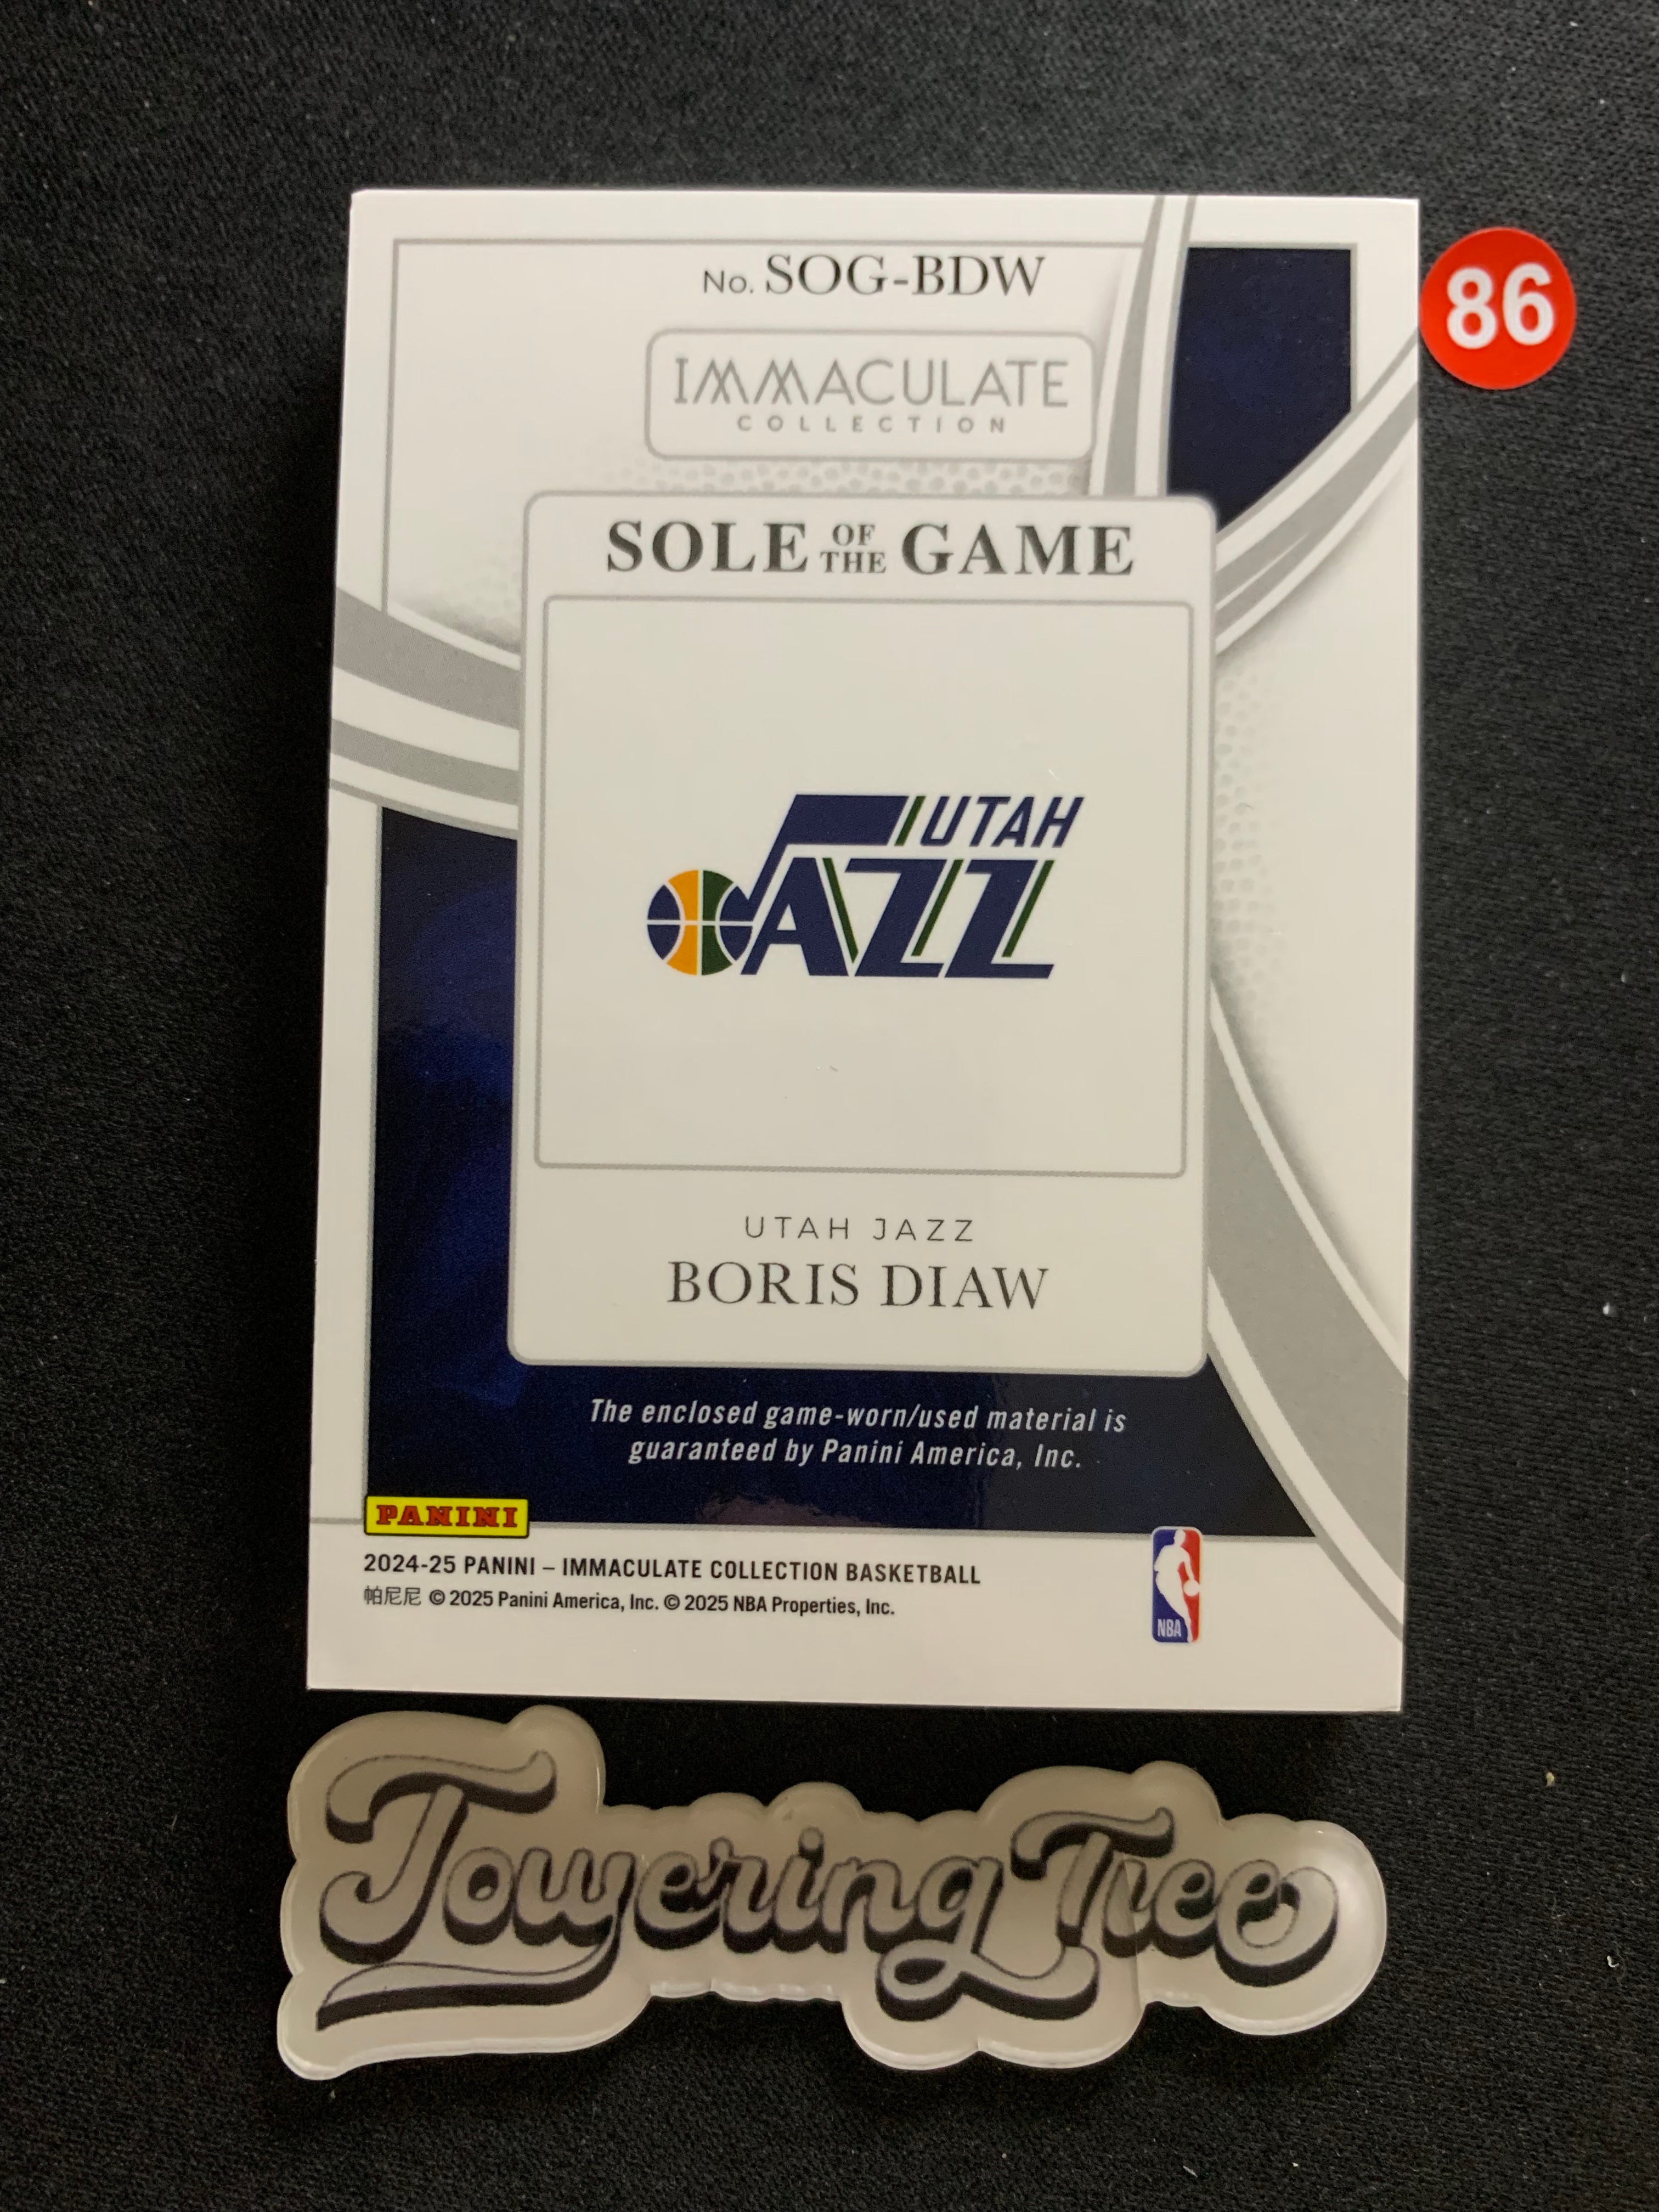 No. SOG-BDW
86
IMMACULATE
COLLECTION
SOLE OF THE GAME
UTAH
JAZZ
UTAH JAZZ
BORIS DIAW
The enclosed game-worn/used material is
guaranteed by Panini America, Inc.
PANINI
2024-25 PANINI – IMMACULATE COLLECTION BASKETBALL
帕尼尼 © 2025 Panini America, Inc. © 2025 NBA Properties, Inc.
NBA
Towering Tree